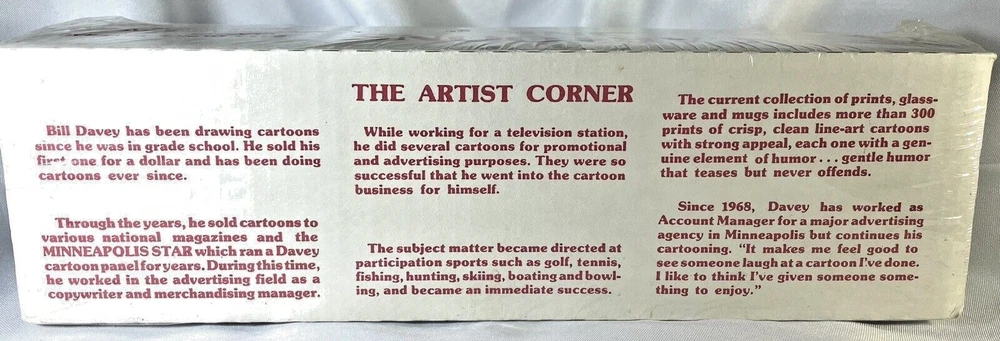 THE ARTIST CORNER
Bill Davey has been drawing cartoons
since he was in grade school. He sold his
first one for a dollar and has been doing
cartoons ever since.
Through the years, he sold cartoons to
various national magazines and the
MINNEAPOLIS STAR which ran a Davey
cartoon panel for years. During this time,
he worked in the advertising field as a
copywriter and merchandising manager.
While working for a television station,
he did several cartoons for promotional
and advertising purposes. They were so
successful that he went into the cartoon
business for himself.
The subject matter became directed at
participation sports such as golf, tennis,
fishing, hunting, skiing, boating and bowl-
ing, and became an immediate success.
The current collection of prints, glass-
ware and mugs includes more than 300
prints of crisp, clean line-art cartoons
with strong appeal, each one with a gen-
uine element of humor . . . gentle humor
that teases but never offends.
Since 1968, Davey has worked as
Account Manager for a major advertising
agency in Minneapolis but continues his
cartooning. “It makes me feel good to
see someone laugh at a cartoon I’ve done.
I like to think I’ve given someone some-
thing to enjoy.”